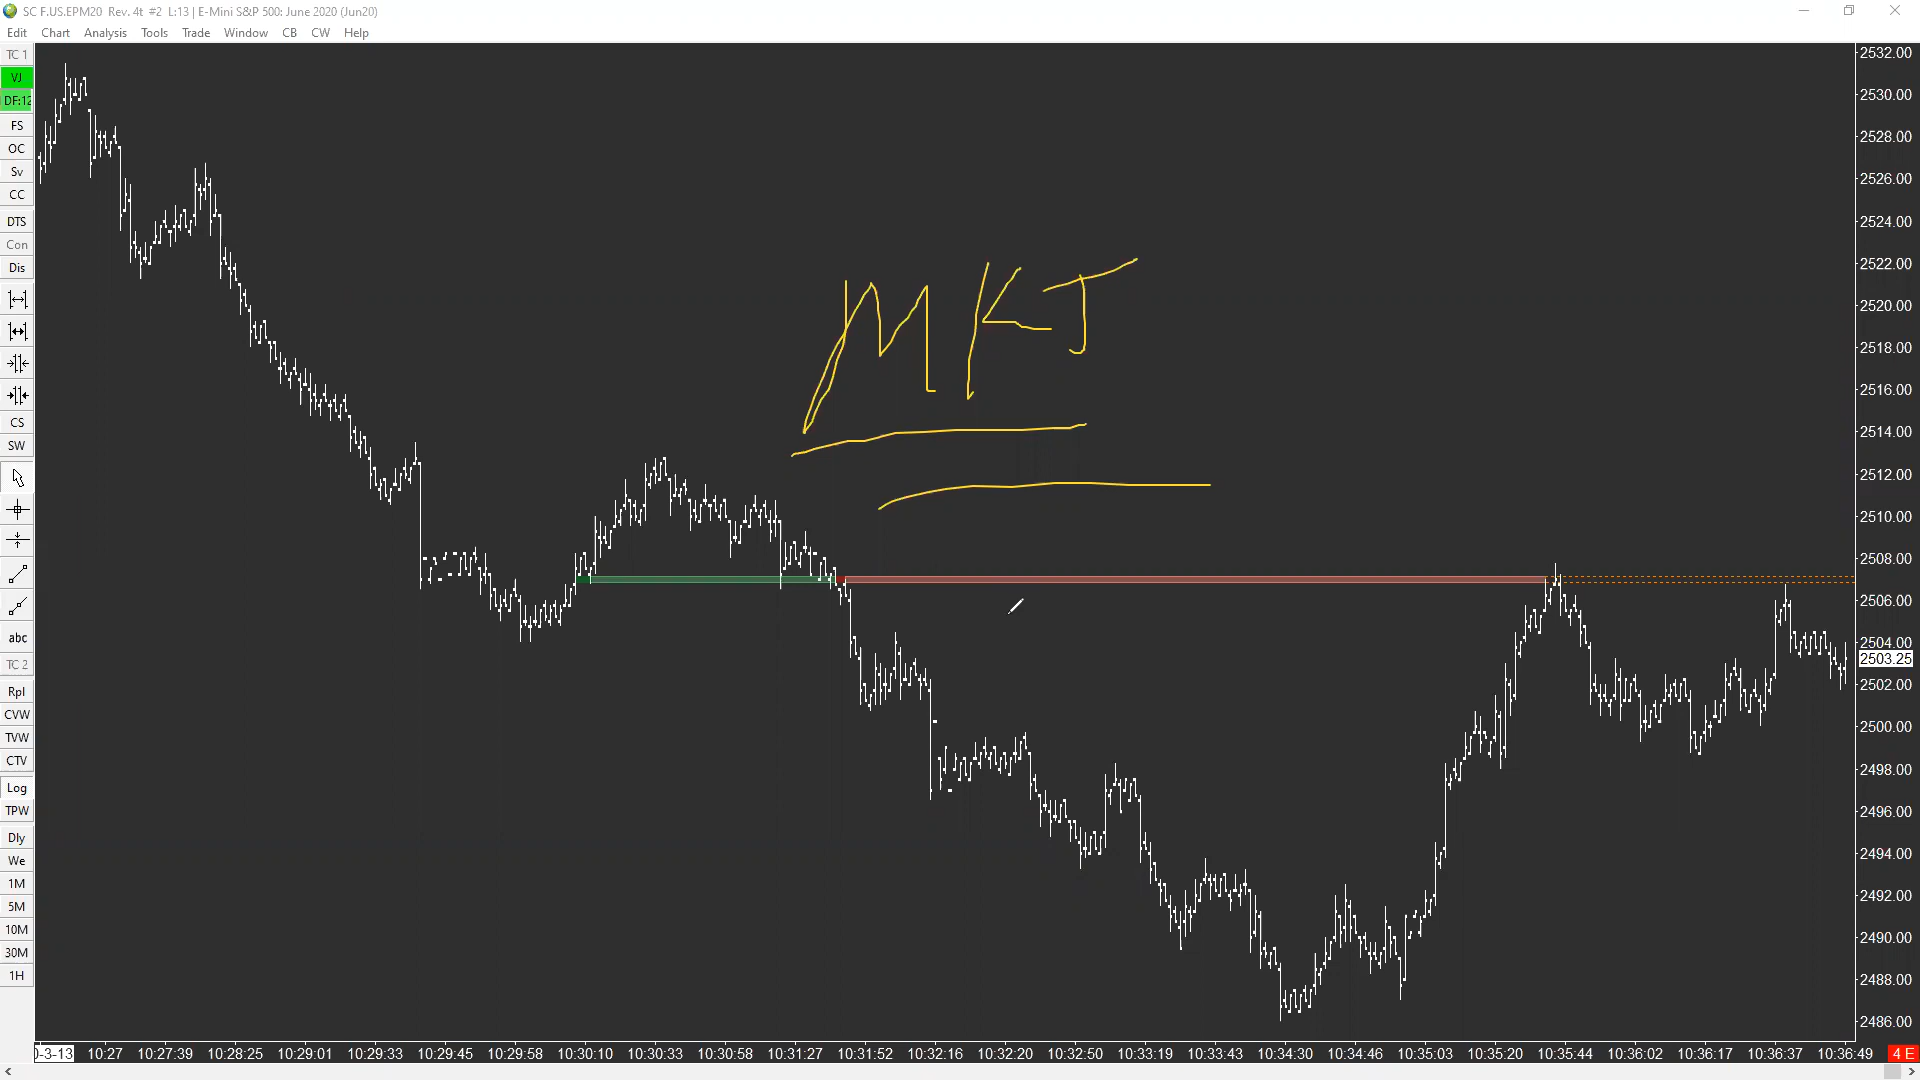 SC F.US.EPM20 Rev. 4t #2 L:13 | E-Mini S&P 500: June 2020 (Jun20)
Edit Chart Analysis Tools Trade Window CB CW Help
TC 1
VJ
DF:12
FS
OC
Sv
CC
DTS
Con
Dis
CS
SW
abc
TC 2
Rpl
CVW
TVW
CTV
Log
TPW
Dly
We
1M
5M
10M
30M
1H
MKT
2532.00
2530.00
2528.00
2526.00
2524.00
2522.00
2520.00
2518.00
2516.00
2514.00
2512.00
2510.00
2508.00
2506.00
2504.00
2503.25
2502.00
2500.00
2498.00
2496.00
2494.00
2492.00
2490.00
2488.00
2486.00
0-3-13 10:27 10:27:39 10:28:25 10:29:01 10:29:33 10:29:45 10:29:58 10:30:10 10:30:33 10:30:58 10:31:27 10:31:52 10:32:16 10:32:20 10:32:50 10:33:19 10:33:43 10:34:30 10:34:46 10:35:03 10:35:20 10:35:44 10:36:02 10:36:17 10:36:37 10:36:49 4 E